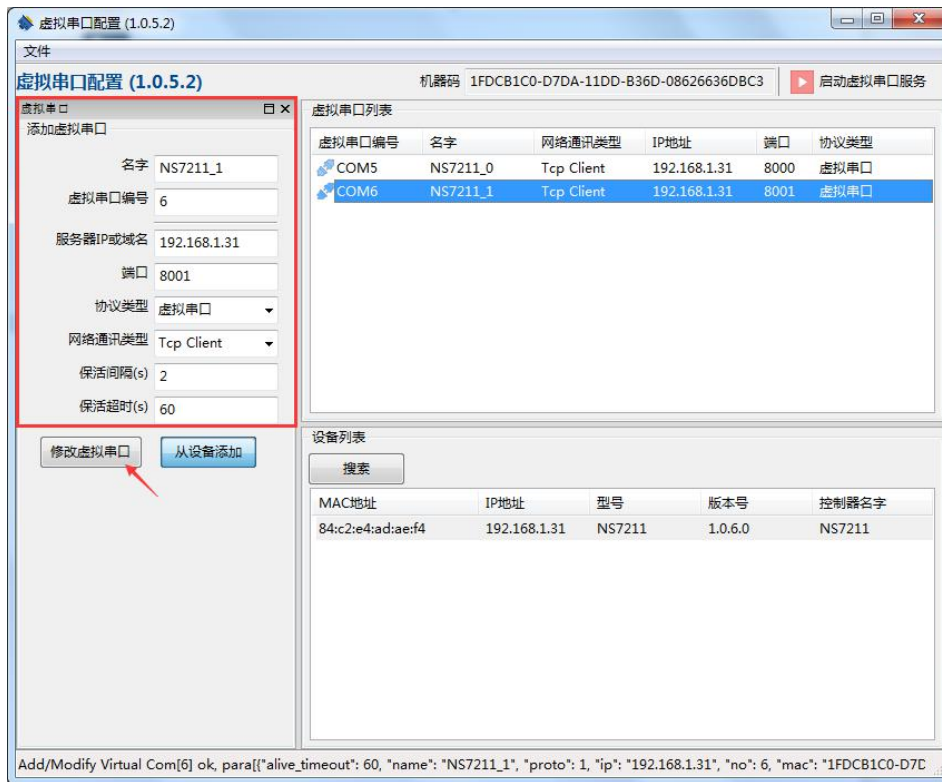 虚拟串口配置 (1.0.5.2)
文件
虚拟串口配置 (1.0.5.2)
机器码 1FDCB1C0-D7DA-11DD-B36D-08626636DBC3 启动虚拟串口服务
虚拟串口
添加虚拟串口
名字 NS7211_1
虚拟串口编号 6
服务器IP或域名 192.168.1.31
端口 8001
协议类型 虚拟串口
网络通讯类型 Tcp Client
保活间隔(s) 2
保活超时(s) 60
修改虚拟串口 从设备添加
虚拟串口列表
虚拟串口编号 名字 网络通讯类型 IP地址 端口 协议类型
COM5 NS7211_0 Tcp Client 192.168.1.31 8000 虚拟串口
COM6 NS7211_1 Tcp Client 192.168.1.31 8001 虚拟串口
设备列表
搜索
MAC地址 IP地址 型号 版本号 控制器名字
84:c2:e4:ad:ae:f4 192.168.1.31 NS7211 1.0.6.0 NS7211
Add/Modify Virtual Com[6] ok, para[{"alive_timeout": 60, "name": "NS7211_1", "proto": 1, "ip": "192.168.1.31", "no": 6, "mac": "1FDCB1C0-D7D